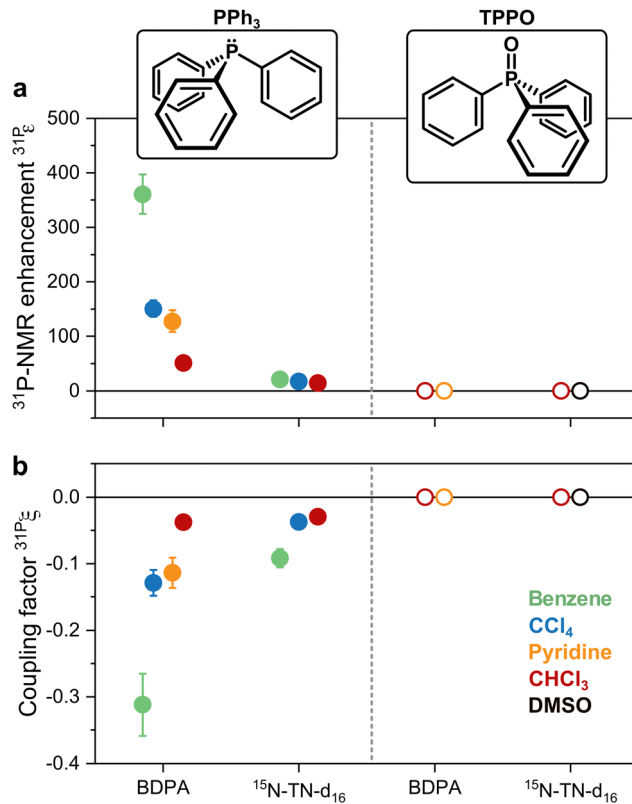 PPh₃
TPPO
P
O
P
a
500
400
300
200
100
0
³¹P-NMR enhancement ³¹ᴾε
b
0.0
-0.1
-0.2
-0.3
-0.4
Coupling factor ³¹ᴾξ
Benzene
CCl₄
Pyridine
CHCl₃
DMSO
BDPA
¹⁵N-TN-d₁₆
BDPA
¹⁵N-TN-d₁₆